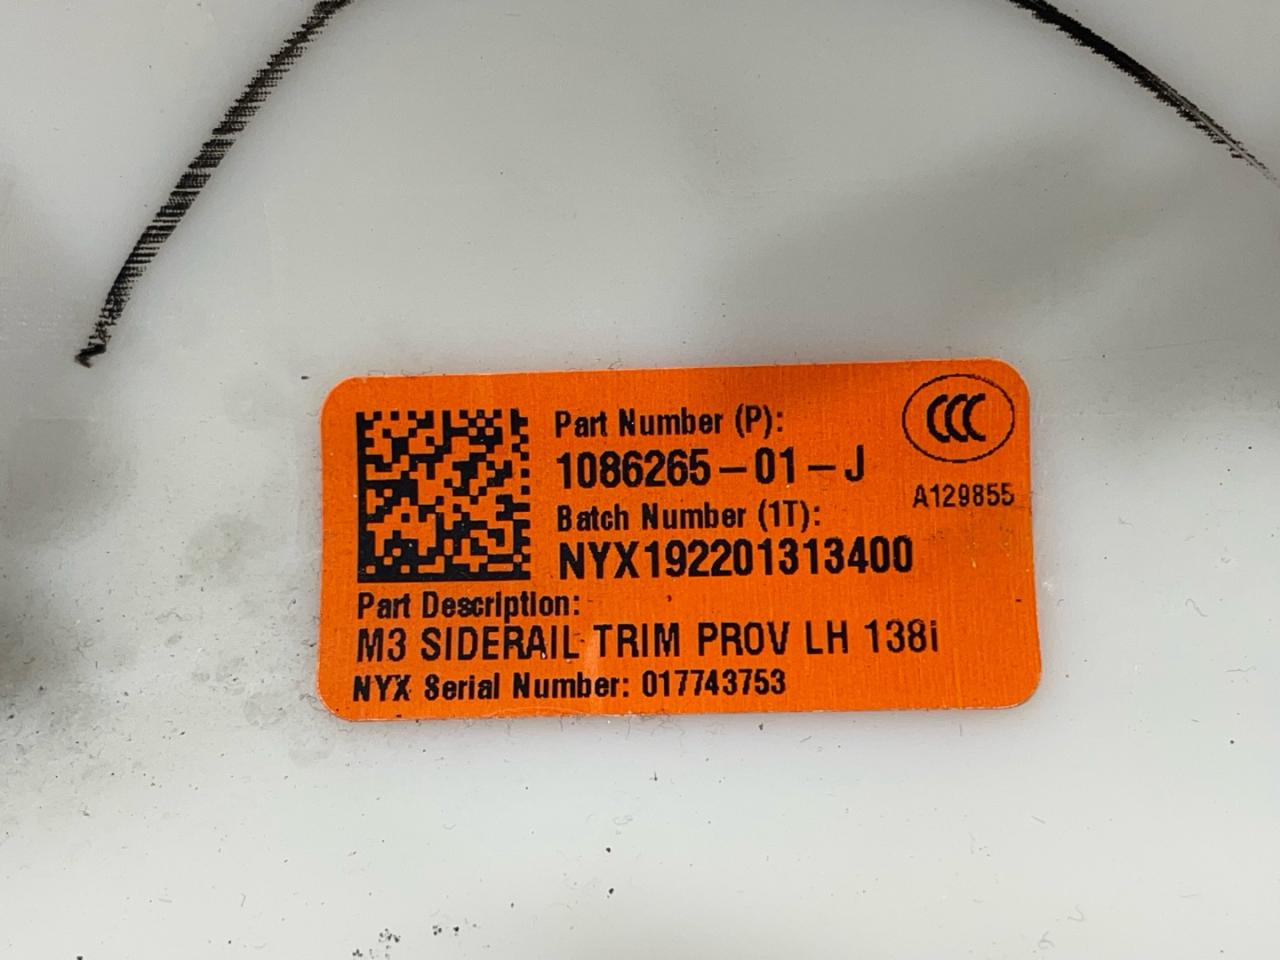 Part Number (P):
1086265-01-J
CCC
A129855
Batch Number (1T):
NYX192201313400
Part Description:
M3 SIDERAIL TRIM PROV LH 138i
NYX Serial Number: 017743753